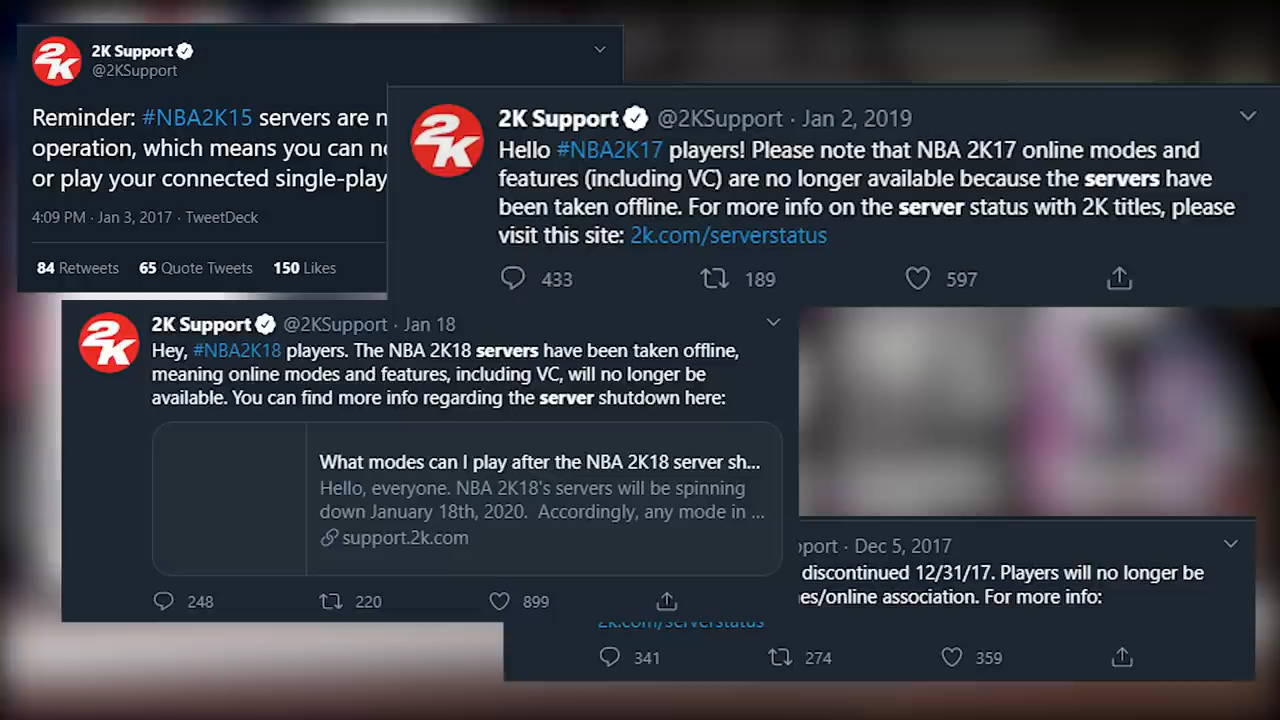 2K Support
@2KSupport
Reminder: #NBA2K15 servers are n
operation, which means you can
or play your connected single-play
4:09 PM · Jan 3, 2017 · TweetDeck
84 Retweets 65 Quote Tweets 150 Likes
2K Support @2KSupport · Jan 2, 2019
Hello #NBA2K17 players! Please note that NBA 2K17 online modes and
features (including VC) are no longer available because the servers have
been taken offline. For more info on the server status with 2K titles, please
visit this site: 2k.com/serverstatus
433 189 597
2K Support @2KSupport · Jan 18
Hey, #NBA2K18 players. The NBA 2K18 servers have been taken offline,
meaning online modes and features, including VC, will no longer be
available. You can find more info regarding the server shutdown here:
What modes can I play after the NBA 2K18 server sh...
Hello, everyone. NBA 2K18's servers will be spinning
down January 18th, 2020. Accordingly, any mode in ...
support.2k.com
248 220 899
pport · Dec 5, 2017
discontinued 12/31/17. Players will no longer be
es/online association. For more info:
2k.com/serverstatus
341 274 359